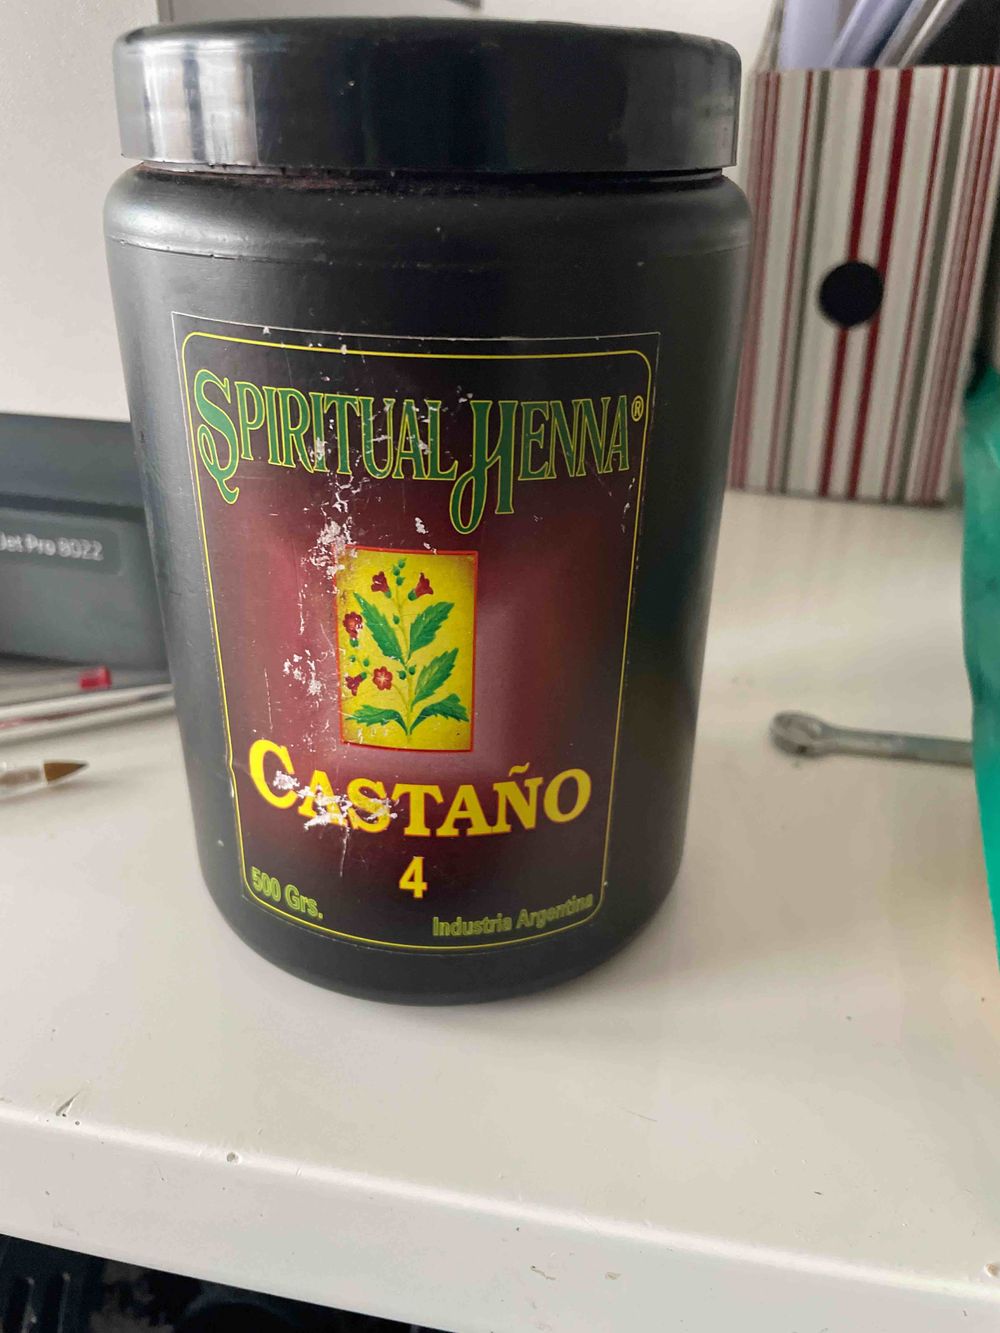 SPIRITUAL HENNA®
CASTAÑO
4
500 Grs.
Industria Argentina
Jet Pro 8022